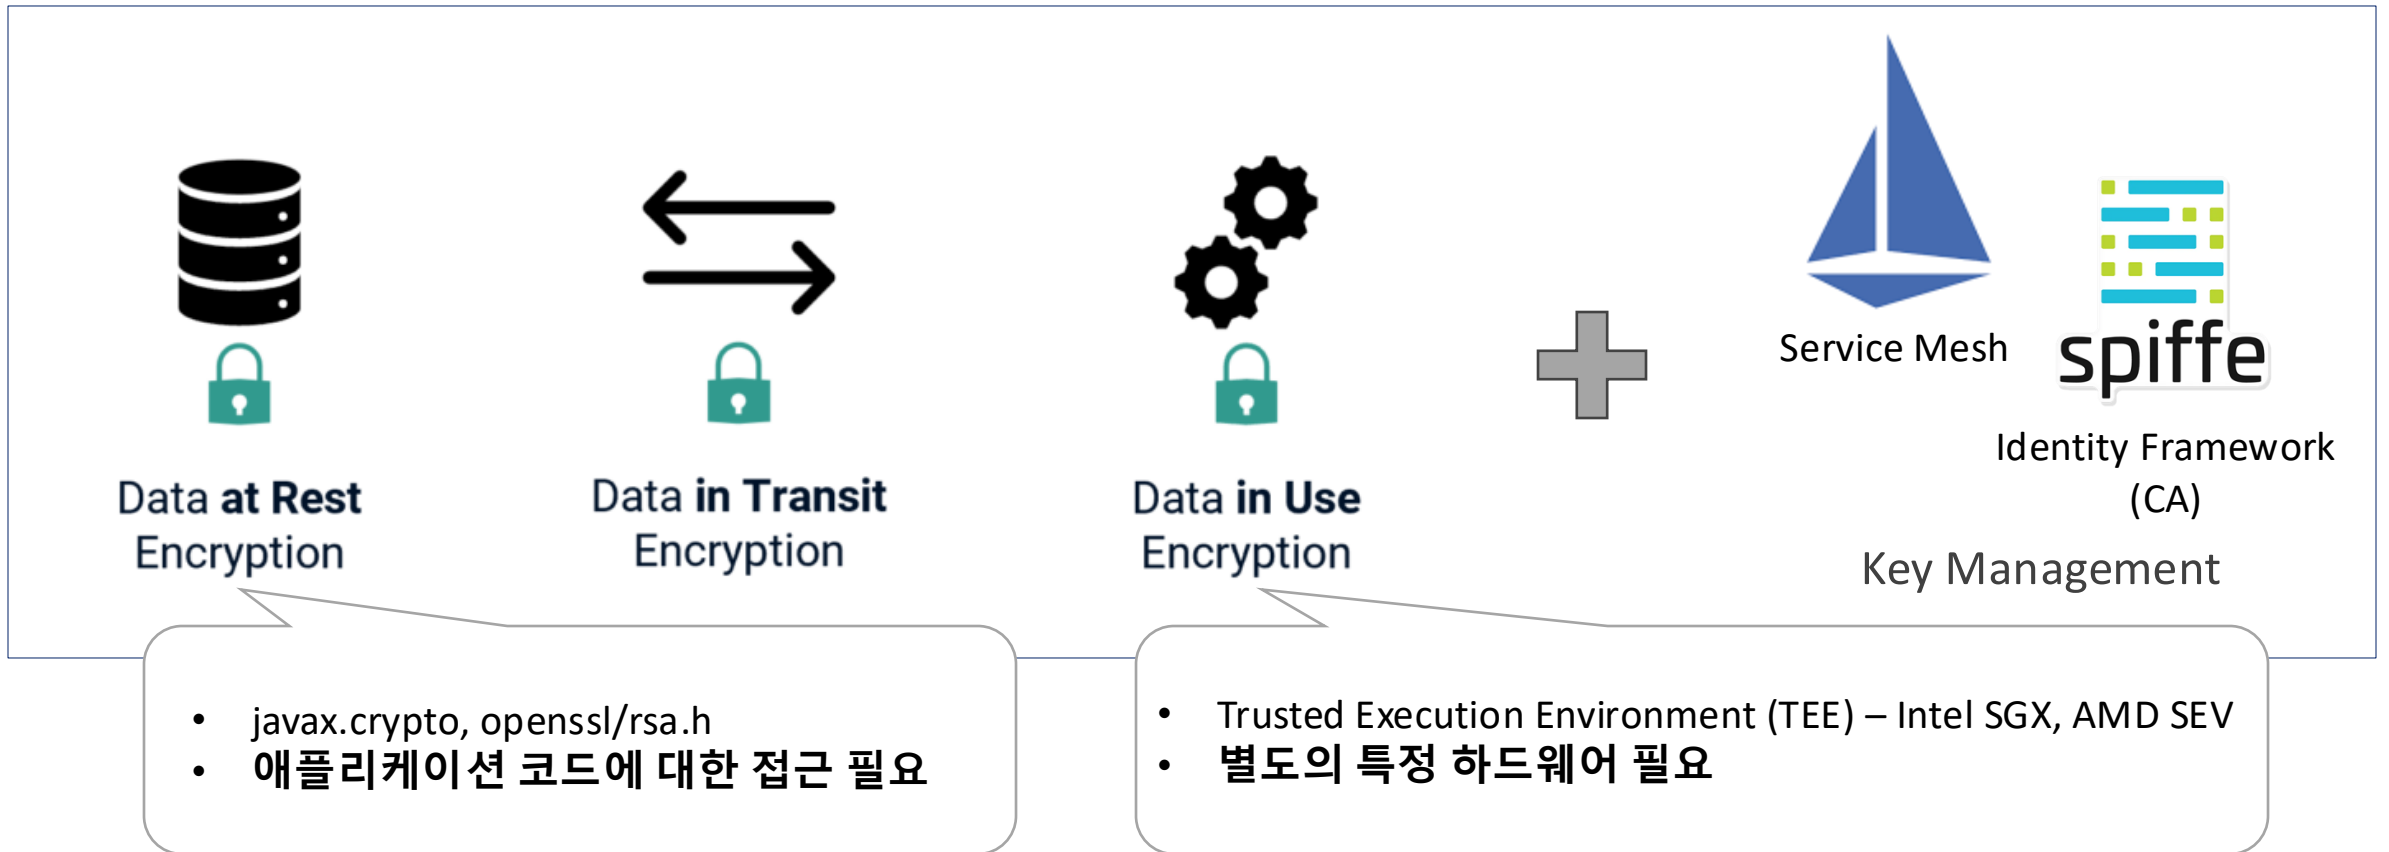 Data at Rest
Encryption
Data in Transit
Encryption
Data in Use
Encryption
Service Mesh
spiffe
Identity Framework
(CA)
Key Management
• javax.crypto, openssl/rsa.h
• 애플리케이션 코드에 대한 접근 필요
• Trusted Execution Environment (TEE) – Intel SGX, AMD SEV
• 별도의 특정 하드웨어 필요